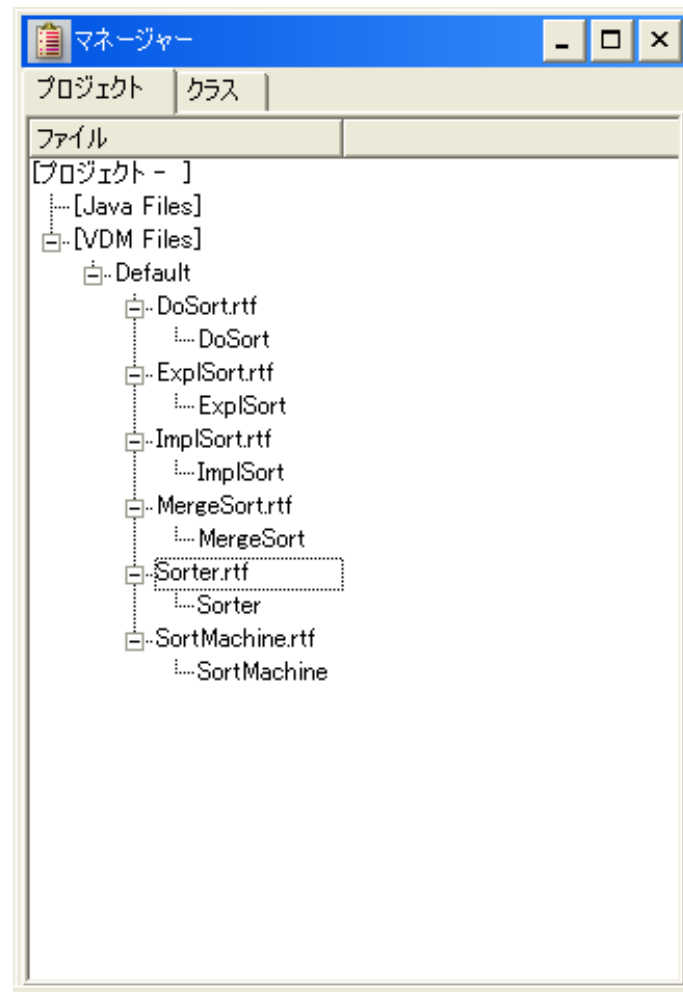 マネージャー
プロジェクト クラス
ファイル
[プロジェクト - ]
[Java Files]
[VDM Files]
Default
DoSort.rtf
DoSort
ExplSort.rtf
ExplSort
ImplSort.rtf
ImplSort
MergeSort.rtf
MergeSort
Sorter.rtf
Sorter
SortMachine.rtf
SortMachine